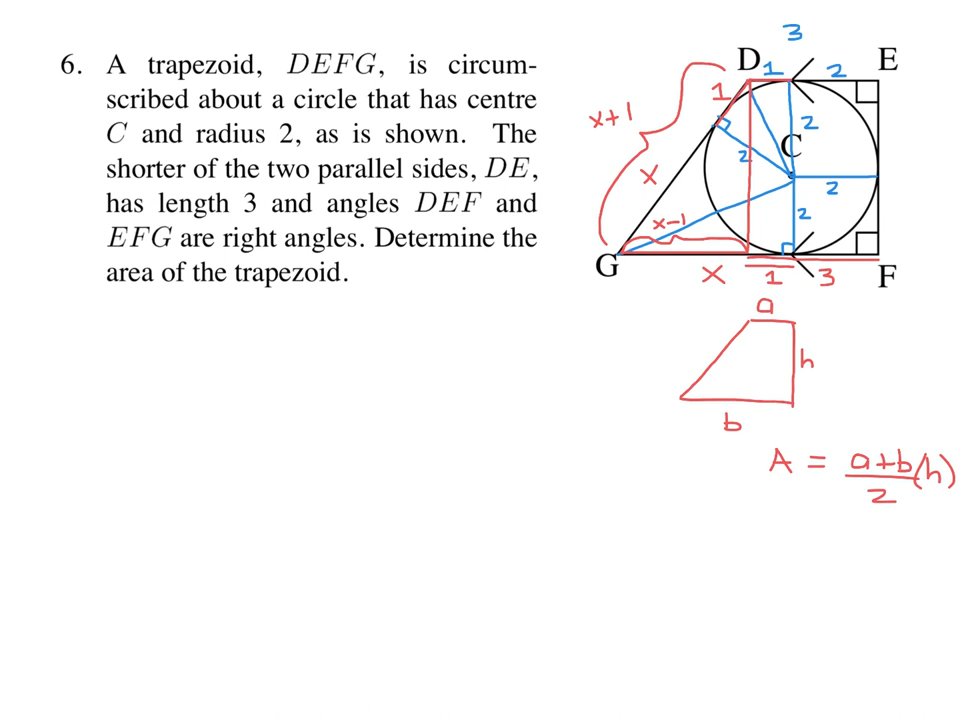 6. A trapezoid, DEFG, is circum-
scribed about a circle that has centre
C and radius 2, as is shown. The
shorter of the two parallel sides, DE,
has length 3 and angles DEF and
EFG are right angles. Determine the
area of the trapezoid.
3
D 1 2 E
1
x+1
2
C
2
x
2
2
x-1
G
x
1
3
F
a
h
b
A = a+b/2 (h)